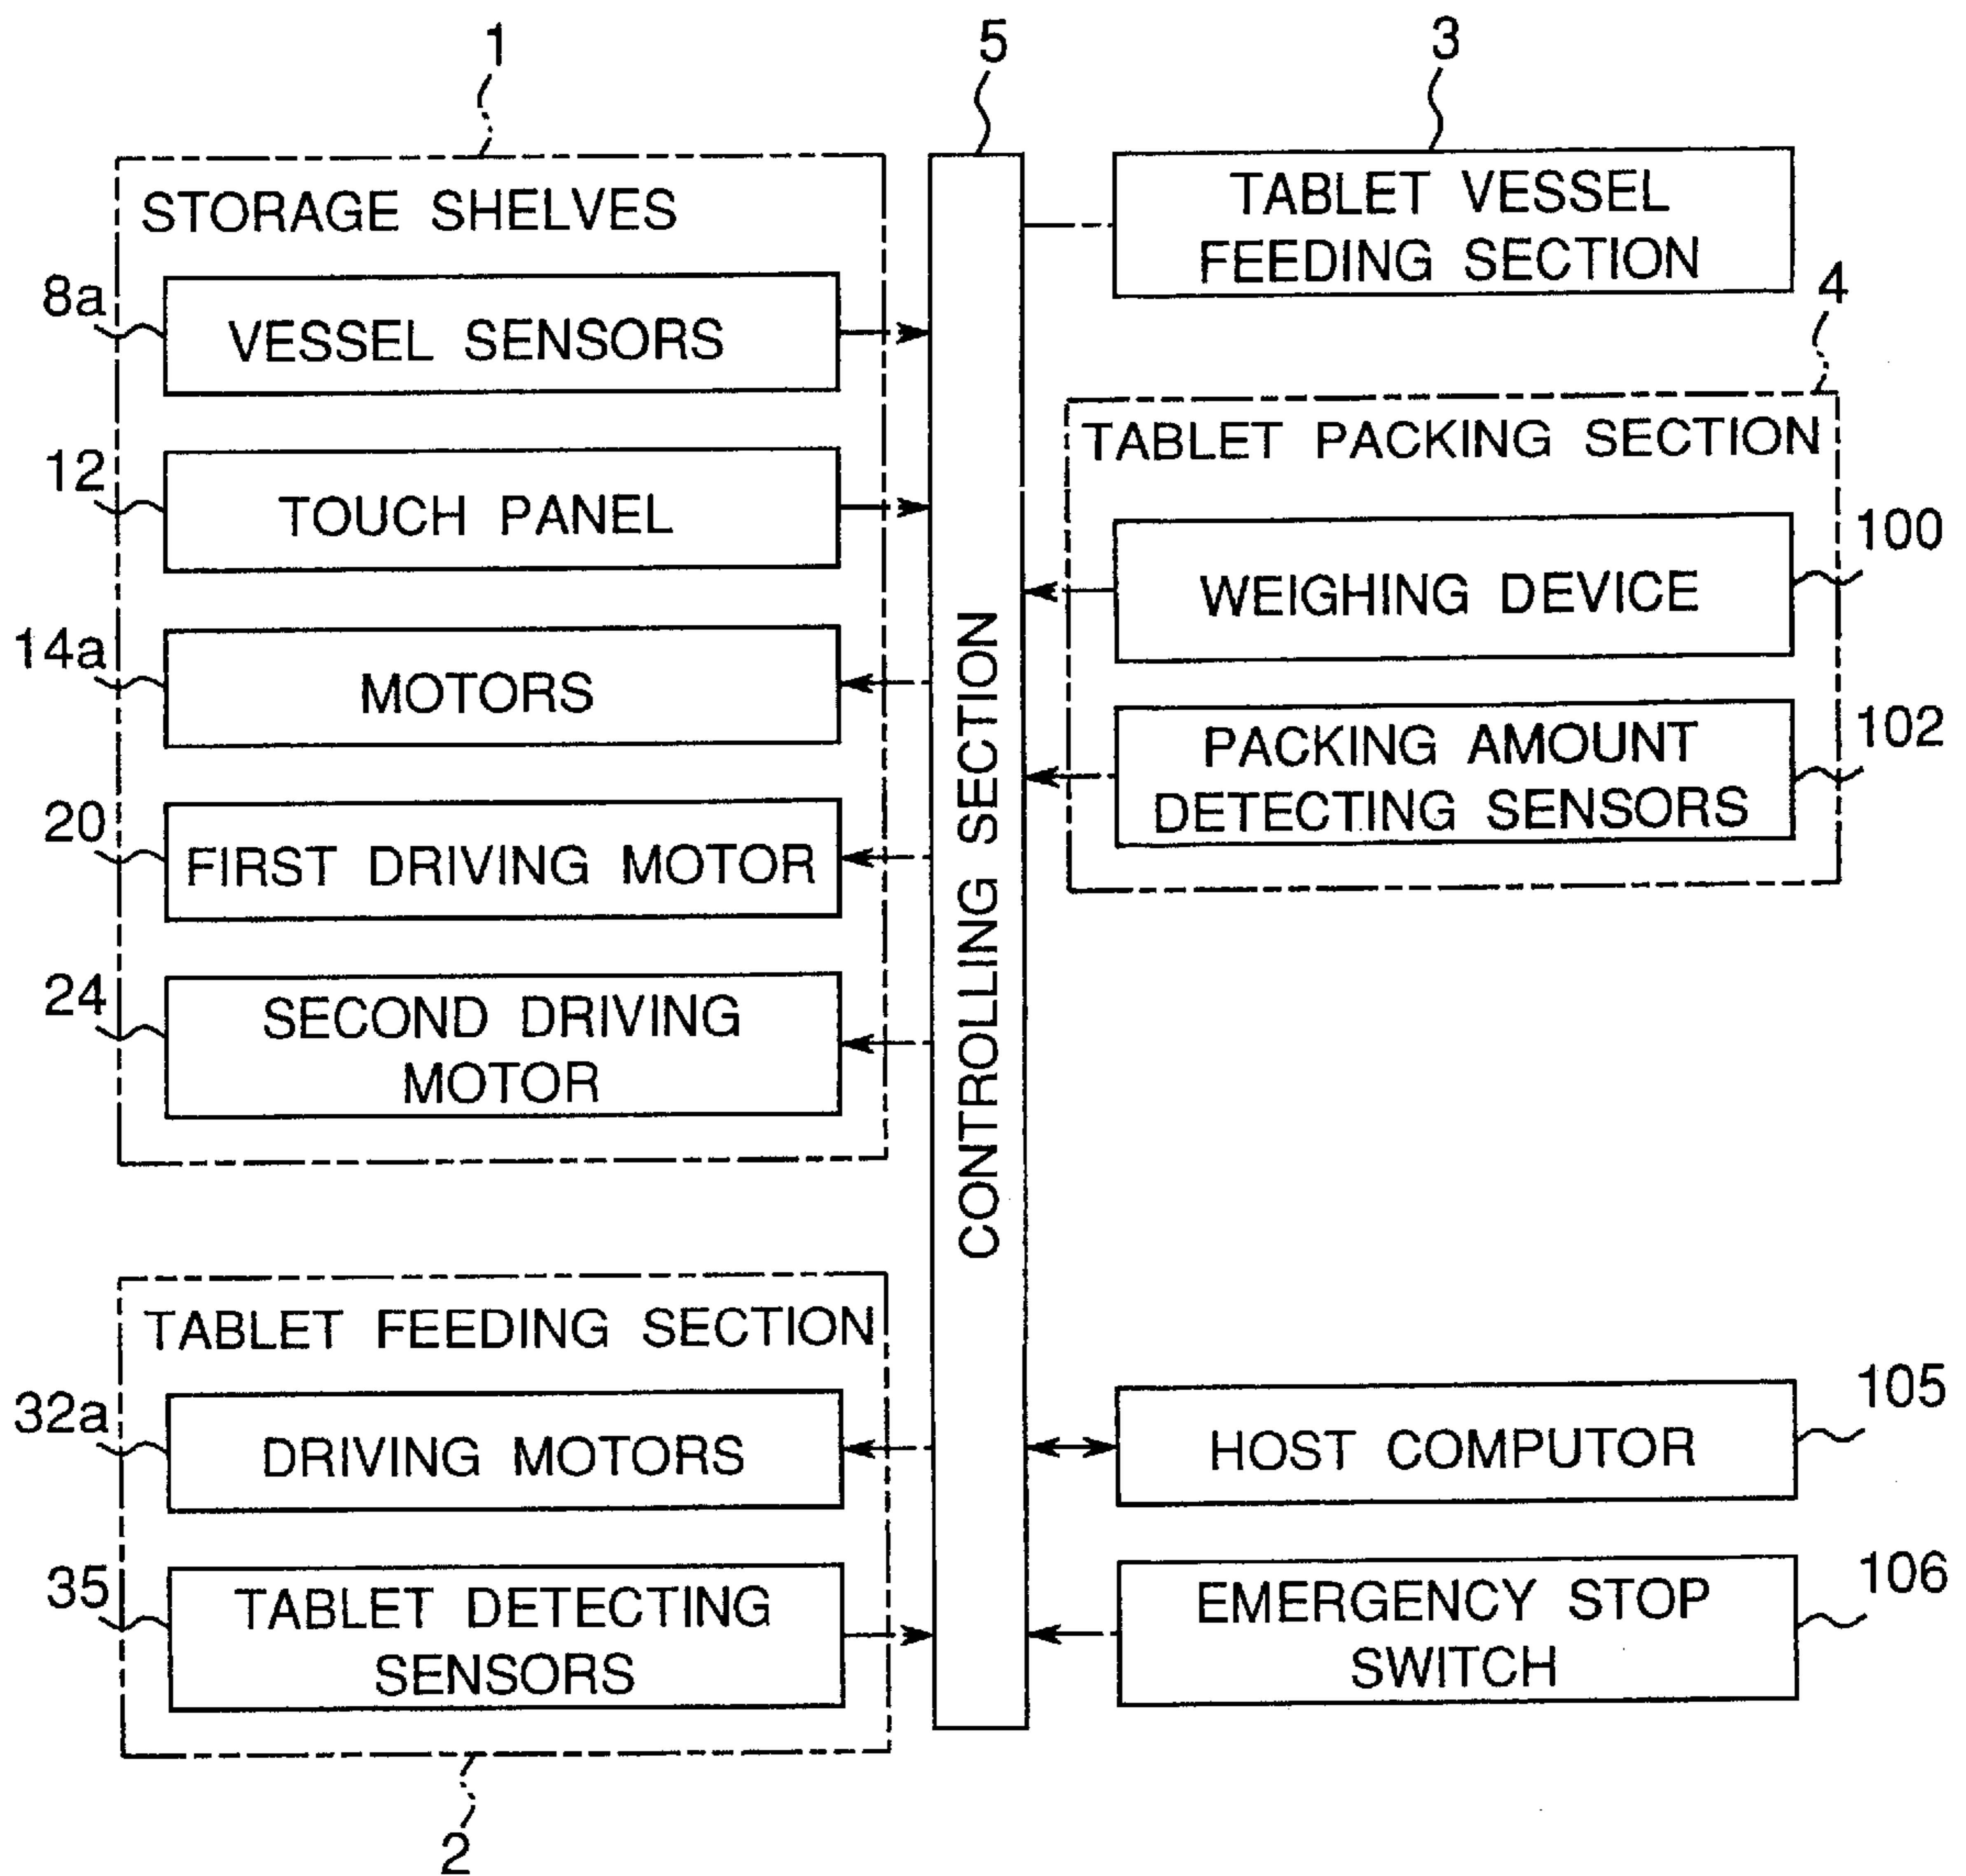 1
5
3
STORAGE SHELVES
8a
VESSEL SENSORS
12
TOUCH PANEL
14a
MOTORS
20
FIRST DRIVING MOTOR
24
SECOND DRIVING
MOTOR
TABLET FEEDING SECTION
32a
DRIVING MOTORS
35
TABLET DETECTING
SENSORS
2
CONTROLLING SECTION
TABLET VESSEL
FEEDING SECTION
4
TABLET PACKING SECTION
100
WEIGHING DEVICE
102
PACKING AMOUNT
DETECTING SENSORS
105
HOST COMPUTOR
106
EMERGENCY STOP
SWITCH